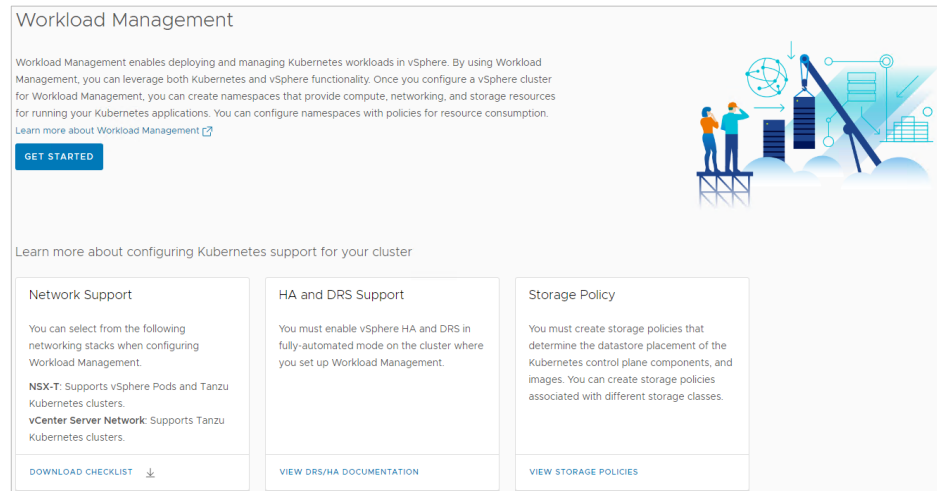 Workload Management
Workload Management enables deploying and managing Kubernetes workloads in vSphere. By using Workload
Management, you can leverage both Kubernetes and vSphere functionality. Once you configure a vSphere cluster
for Workload Management, you can create namespaces that provide compute, networking, and storage resources
for running your Kubernetes applications. You can configure namespaces with policies for resource consumption.
Learn more about Workload Management
GET STARTED
Learn more about configuring Kubernetes support for your cluster
Network Support
You can select from the following
networking stacks when configuring
Workload Management.
NSX-T: Supports vSphere Pods and Tanzu
Kubernetes clusters.
vCenter Server Network: Supports Tanzu
Kubernetes clusters.
DOWNLOAD CHECKLIST
HA and DRS Support
You must enable vSphere HA and DRS in
fully-automated mode on the cluster where
you set up Workload Management.
VIEW DRS/HA DOCUMENTATION
Storage Policy
You must create storage policies that
determine the datastore placement of the
Kubernetes control plane components, and
images. You can create storage policies
associated with different storage classes.
VIEW STORAGE POLICIES